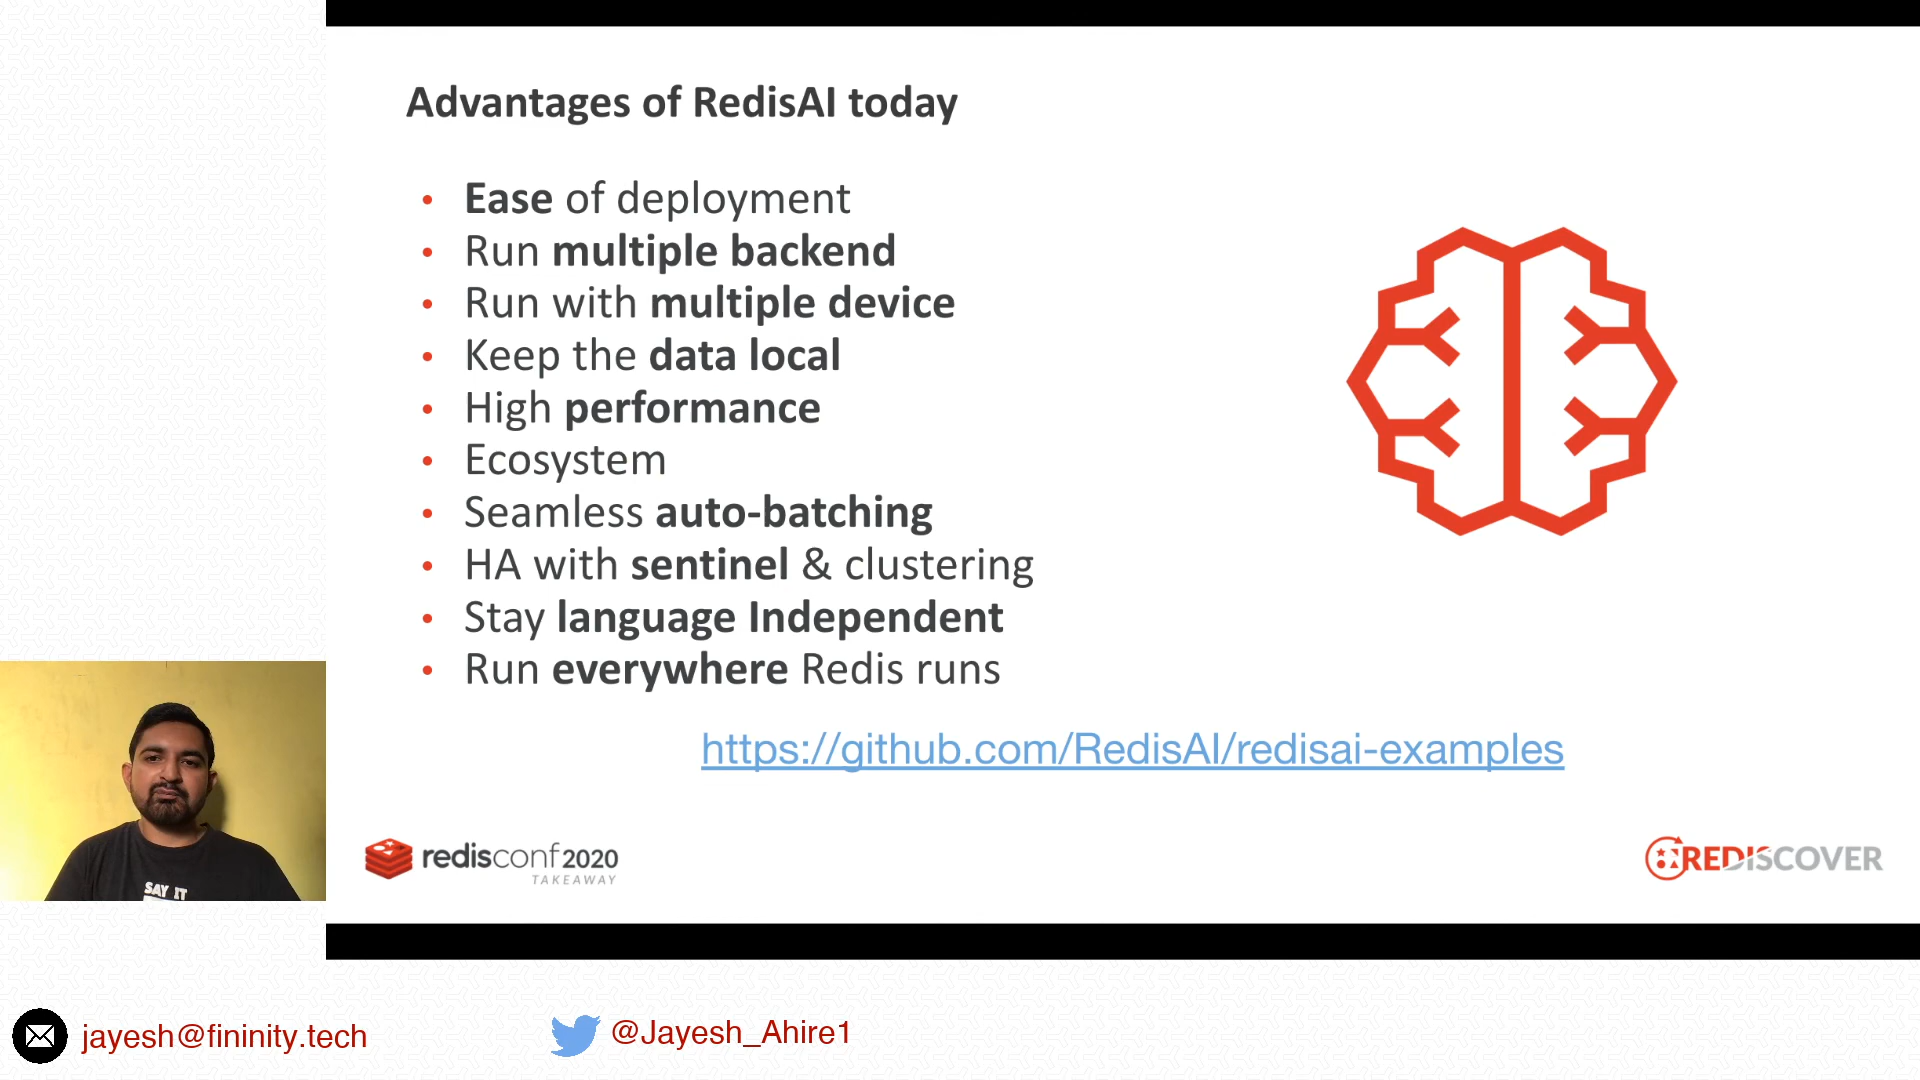 Advantages of RedisAI today
• Ease of deployment
• Run multiple backend
• Run with multiple device
• Keep the data local
• High performance
• Ecosystem
• Seamless auto-batching
• HA with sentinel & clustering
• Stay language Independent
• Run everywhere Redis runs
https://github.com/RedisAI/redisai-examples
redisconf 2020
TAKEAWAY
REDISCOVER
SAY IT
jayesh@fininity.tech
@Jayesh_Ahire1